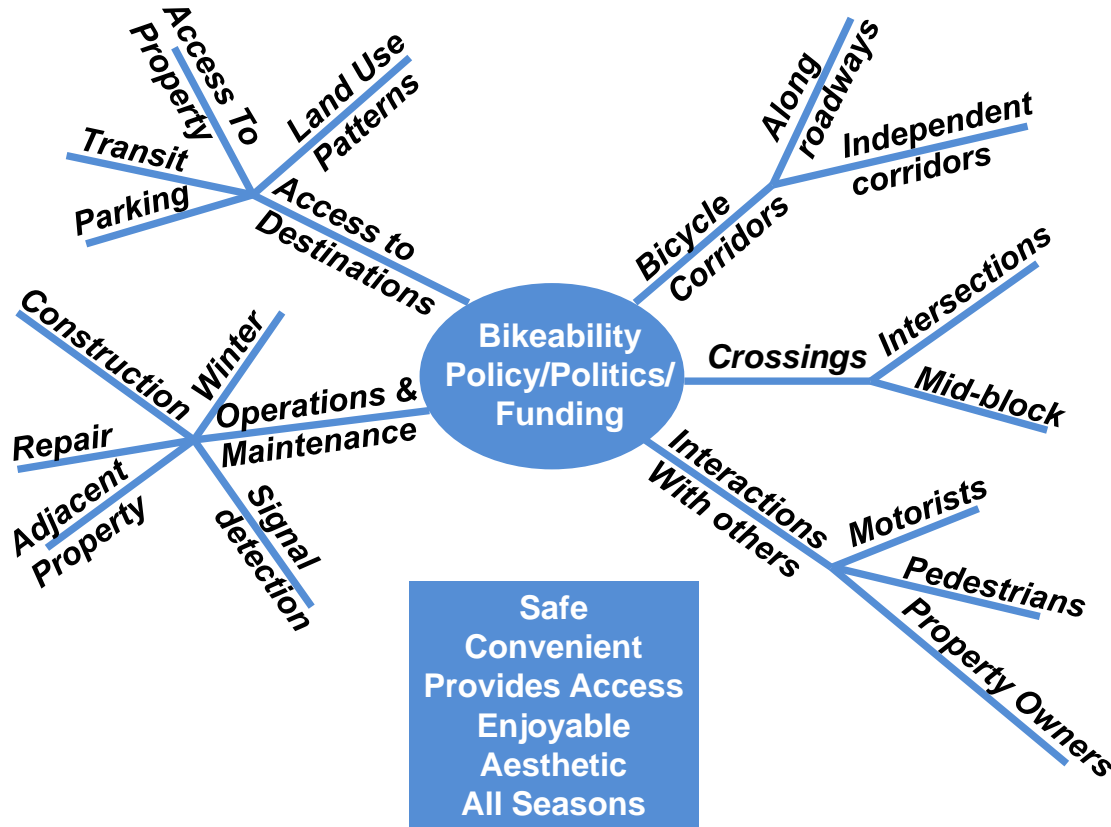 Access To
Property
Land Use
Patterns
Transit
Parking
Access to
Destinations
Along
roadways
Independent
corridors
Bicycle
Corridors
Bikeability
Policy/Politics/
Funding
Crossings
Intersections
Mid-block
Construction
Winter
Operations &
Maintenance
Repair
Adjacent
Property
Signal
detection
Interactions
With others
Motorists
Pedestrians
Property Owners
Safe
Convenient
Provides Access
Enjoyable
Aesthetic
All Seasons